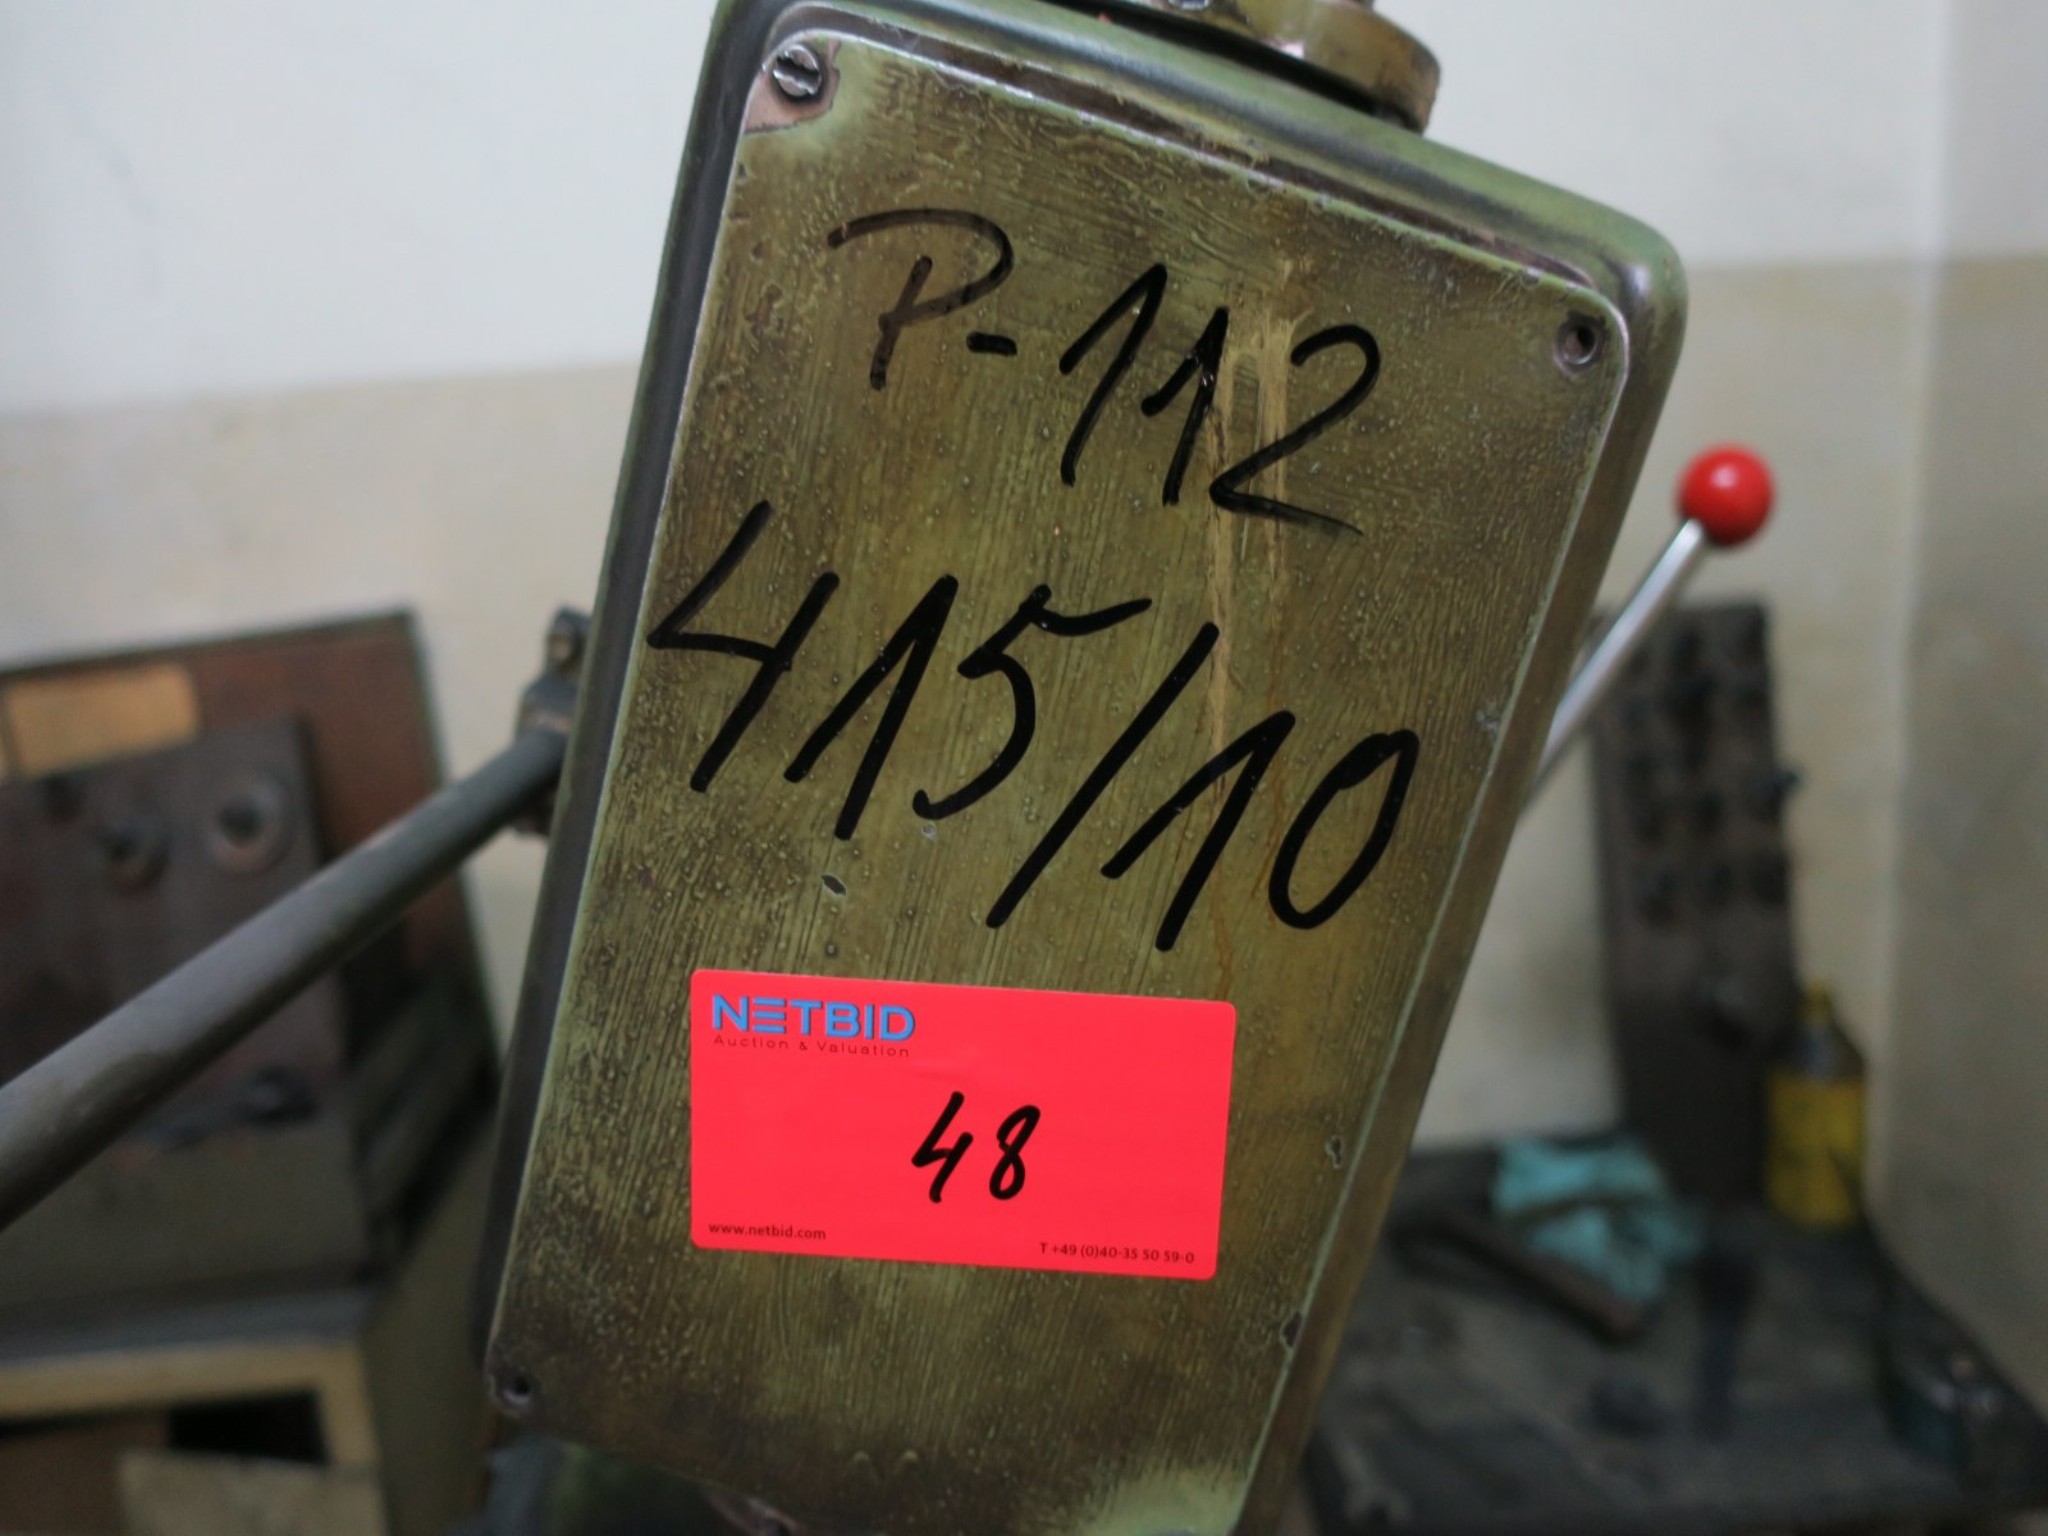 P-112
415/10
NETBID
Auction & Valuation
48
www.netbid.com
T +49 (0)40-35 50 59-0